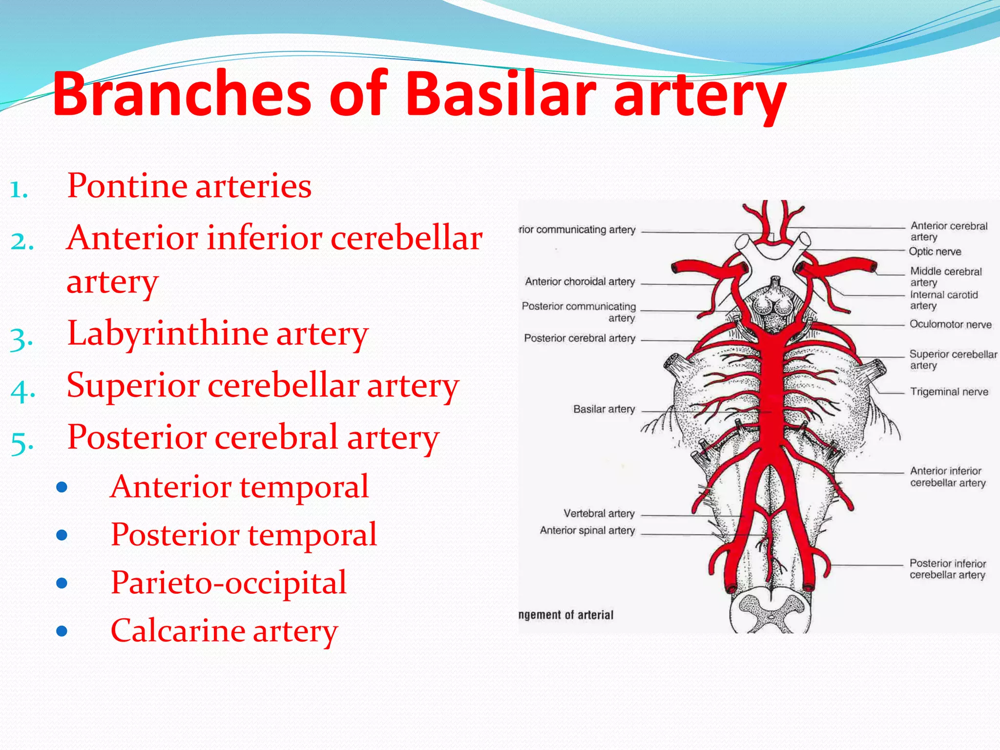 Branches of Basilar artery
1. Pontine arteries
2. Anterior inferior cerebellar
artery
3. Labyrinthine artery
4. Superior cerebellar artery
5. Posterior cerebral artery
• Anterior temporal
• Posterior temporal
• Parieto-occipital
• Calcarine artery
rior communicating artery
Anterior choroidal artery
Posterior communicating
artery
Posterior cerebral artery
Basilar artery
Vertebral artery
Anterior spinal artery
ngement of arterial
Anterior cerebral
artery
Optic nerve
Middle cerebral
artery
Internal carotid
artery
Oculomotor nerve
Superior cerebellar
artery
Trigeminal nerve
Anterior inferior
cerebellar artery
Posterior inferior
cerebellar artery